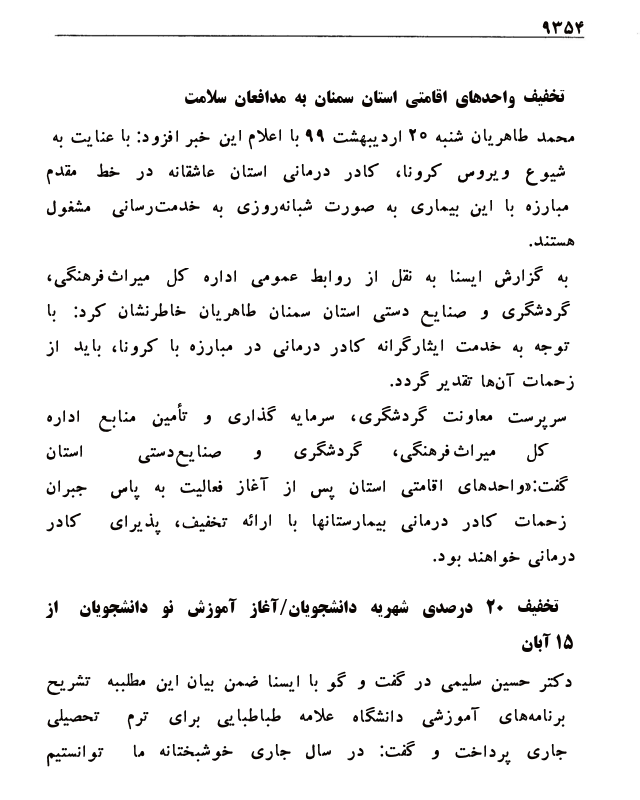 ۹۳۵۴
تخفیف واحدهای اقامتی استان سمنان به مدافعان سلامت
محمد طاهریان شنبه ۲۰ اردیبهشت ۹۹ با اعلام این خبر افزود: با عنایت به
شیوع ویروس کرونا، کادر درمانی استان عاشقانه در خط مقدم
مبارزه با این بیماری به صورت شبانه‌روزی به خدمت‌رسانی مشغول
هستند.
به گزارش ایسنا به نقل از روابط عمومی اداره کل میراث‌فرهنگی،
گردشگری و صنایع دستی استان سمنان طاهریان خاطرنشان کرد: با
توجه به خدمت ایثارگرانه کادر درمانی در مبارزه با کرونا، باید از
زحمات آن‌ها تقدیر گردد.
سرپرست معاونت گردشگری، سرمایه گذاری و تأمین منابع اداره
کل میراث‌فرهنگی، گردشگری و صنایع‌دستی استان
گفت:«واحدهای اقامتی استان پس از آغاز فعالیت به پاس جبران
زحمات کادر درمانی بیمارستانها با ارائه تخفیف، پذیرای کادر
درمانی خواهند بود.
تخفیف ۲۰ درصدی شهریه دانشجویان/آغاز آموزش نو دانشجویان از
۱۵ آبان
دکتر حسین سلیمی در گفت و گو با ایسنا ضمن بیان این مطلببه تشریح
برنامه‌های آموزشی دانشگاه علامه طباطبایی برای ترم تحصیلی
جاری پرداخت و گفت: در سال جاری خوشبختانه ما توانستیم